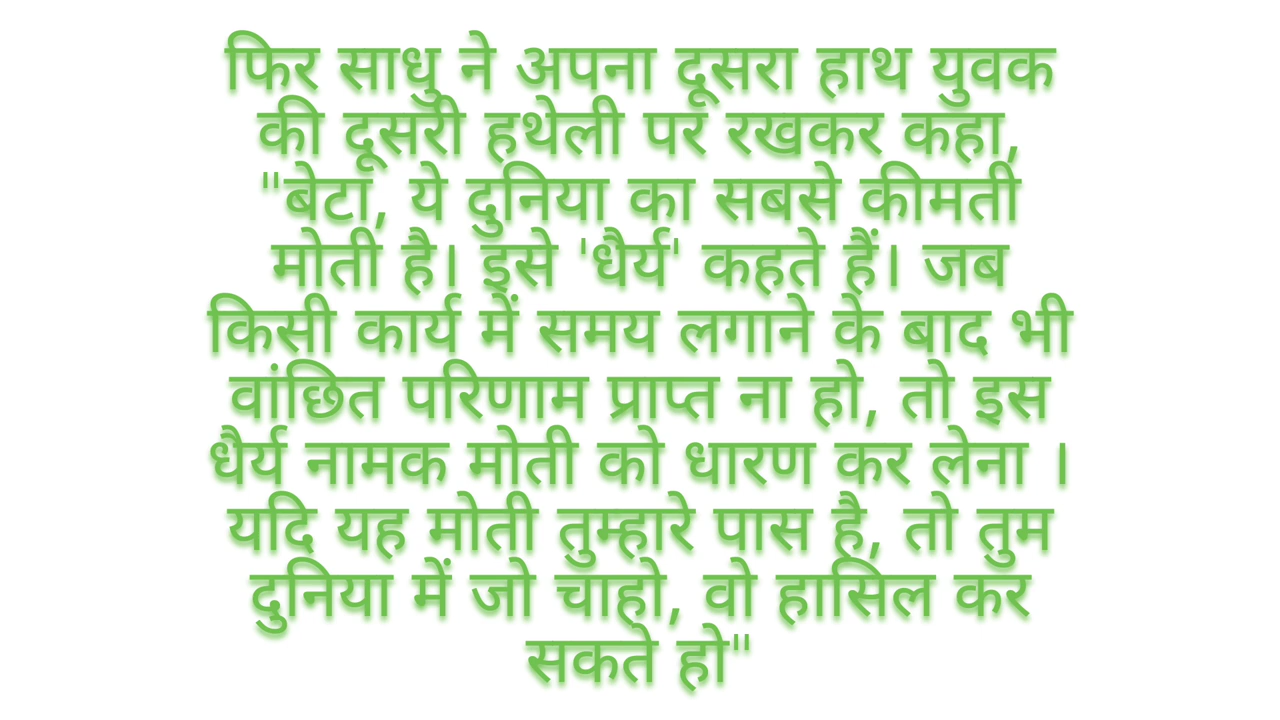 फिर साधु ने अपना दूसरा हाथ युवक
की दूसरी हथेली पर रखकर कहा,
"बेटा, ये दुनिया का सबसे कीमती
मोती है। इसे 'धैर्य' कहते हैं। जब
किसी कार्य में समय लगाने के बाद भी
वांछित परिणाम प्राप्त ना हो, तो इस
धैर्य नामक मोती को धारण कर लेना ।
यदि यह मोती तुम्हारे पास है, तो तुम
दुनिया में जो चाहो, वो हासिल कर
सकते हो"